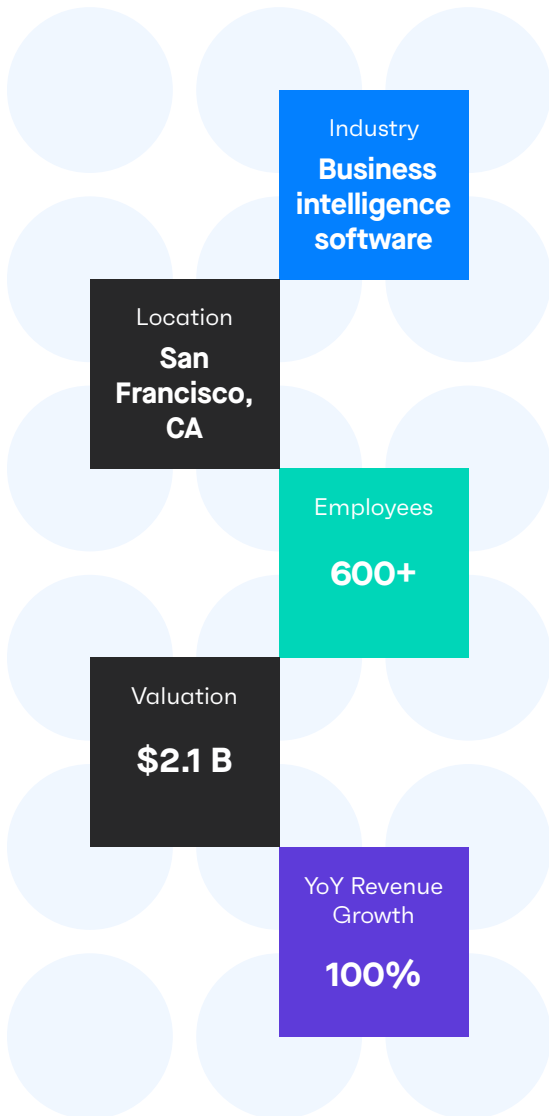 Industry
Business
intelligence
software
Location
San
Francisco,
CA
Employees
600+
Valuation
$2.1 B
YoY Revenue
Growth
100%